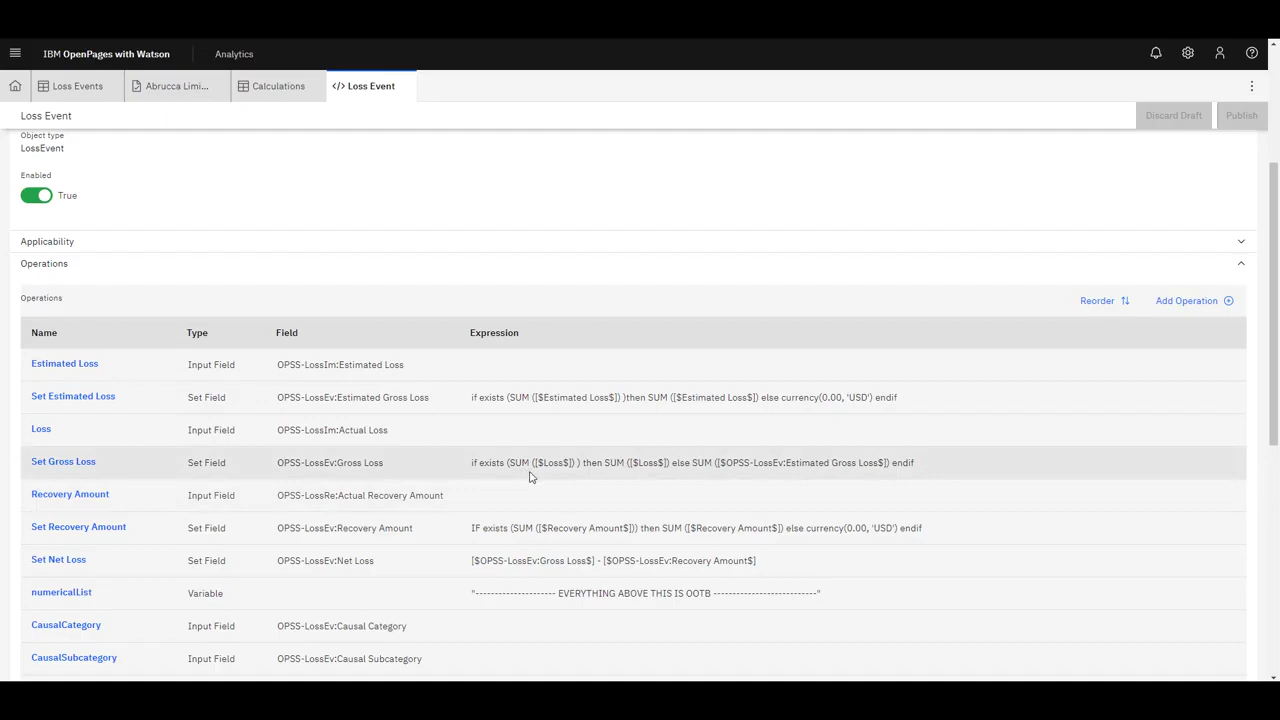 IBM OpenPages with Watson Analytics
Loss Events Abrucca Limi... Calculations </> Loss Event
Loss Event Discard Draft Publish
Object type
LossEvent
Enabled
True
Applicability
Operations
Operations Reorder Add Operation
Name Type Field Expression
Estimated Loss Input Field OPSS-LossIm:Estimated Loss
Set Estimated Loss Set Field OPSS-LossEv:Estimated Gross Loss if exists (SUM ([$Estimated Loss$]) )then SUM ([$Estimated Loss$]) else currency(0.00, 'USD') endif
Loss Input Field OPSS-LossIm:Actual Loss
Set Gross Loss Set Field OPSS-LossEv:Gross Loss if exists (SUM ([$Loss$]) ) then SUM ([$Loss$]) else SUM ([$OPSS-LossEv:Estimated Gross Loss$]) endif
Recovery Amount Input Field OPSS-LossRe:Actual Recovery Amount
Set Recovery Amount Set Field OPSS-LossEv:Recovery Amount IF exists (SUM ([$Recovery Amount$])) then SUM ([$Recovery Amount$]) else currency(0.00, 'USD') endif
Set Net Loss Set Field OPSS-LossEv:Net Loss [$OPSS-LossEv:Gross Loss$] - [$OPSS-LossEv:Recovery Amount$]
numericalList Variable "--------------------- EVERYTHING ABOVE THIS IS OOTB ---------------------------"
CausalCategory Input Field OPSS-LossEv:Causal Category
CausalSubcategory Input Field OPSS-LossEv:Causal Subcategory